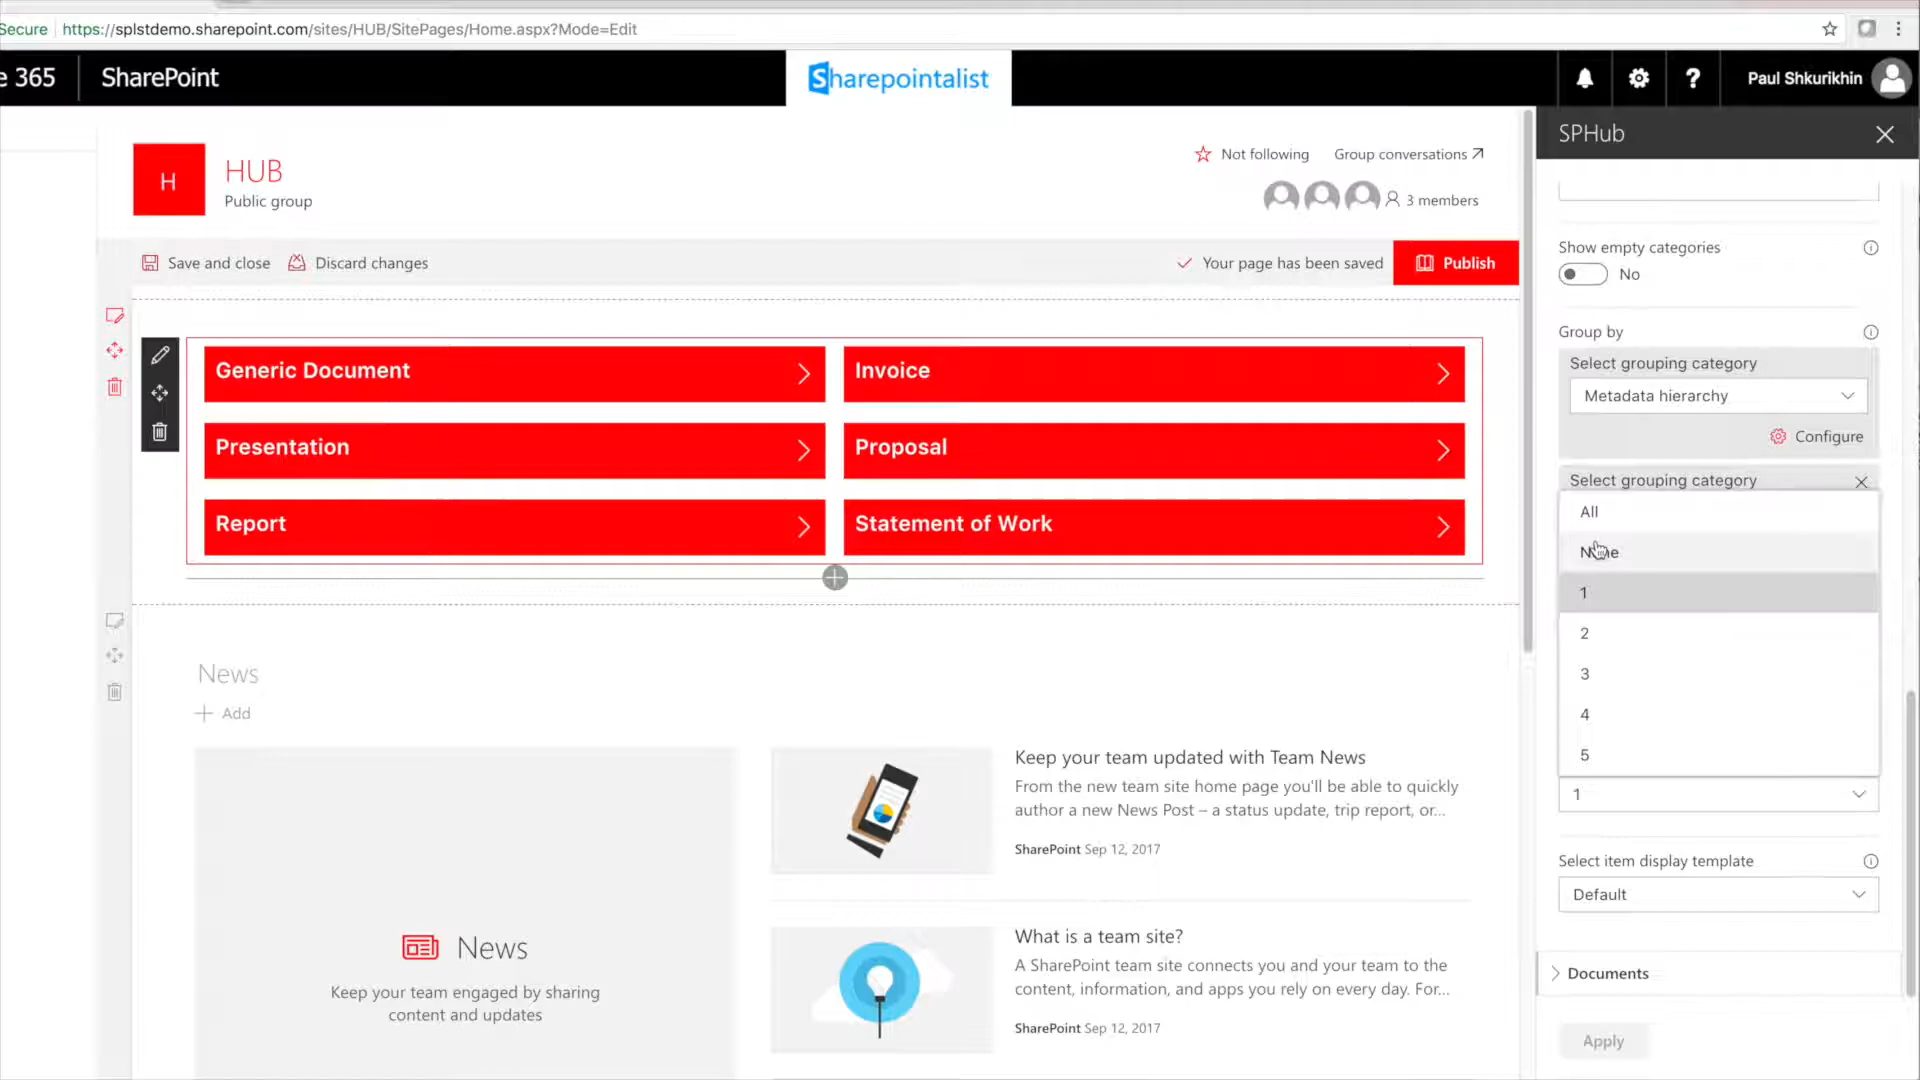 Secure https://splstdemo.sharepoint.com/sites/HUB/SitePages/Home.aspx?Mode=Edit
e 365 SharePoint Sharepointalist ? Paul Shkurikhin
SPHub
H
HUB
Public group
Not following Group conversations
3 members
Save and close Discard changes Your page has been saved Publish
Generic Document Invoice
Presentation Proposal
Report Statement of Work
News
Add
News
Keep your team engaged by sharing
content and updates
Keep your team updated with Team News
From the new team site home page you'll be able to quickly
author a new News Post – a status update, trip report, or...
SharePoint Sep 12, 2017
What is a team site?
A SharePoint team site connects you and your team to the
content, information, and apps you rely on every day. For...
SharePoint Sep 12, 2017
Show empty categories
No
Group by
Select grouping category
Metadada hierarchy
Configure
Select grouping category
All
None
1
2
3
4
5
1
Select item display template
Default
Documents
Apply